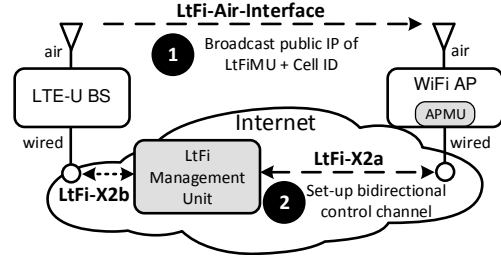 LtFi-Air-Interface
air
1
Broadcast public IP of
LtFiMU + Cell ID
air
LTE-U BS
WiFi AP
APMU
wired
Internet
wired
LtFi
Management
Unit
LtFi-X2a
LtFi-X2b
2
Set-up bidirectional
control channel